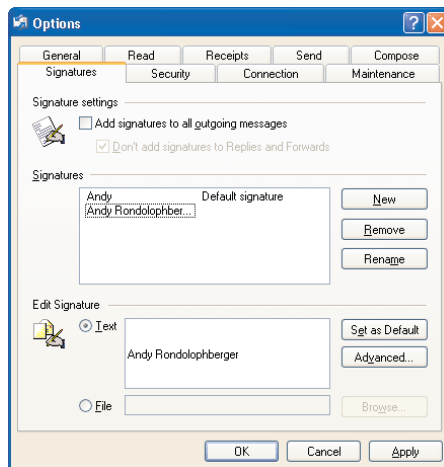 Options
General Read Receipts Send Compose
Signatures Security Connection Maintenance
Signature settings
Add signatures to all outgoing messages
Don't add signatures to Replies and Forwards
Signatures
Andy Default signature New
Andy Rondolophber...
Remove
Rename
Edit Signature
Text Set as Default
Andy Rondolophberger Advanced...
File Browse...
OK Cancel Apply